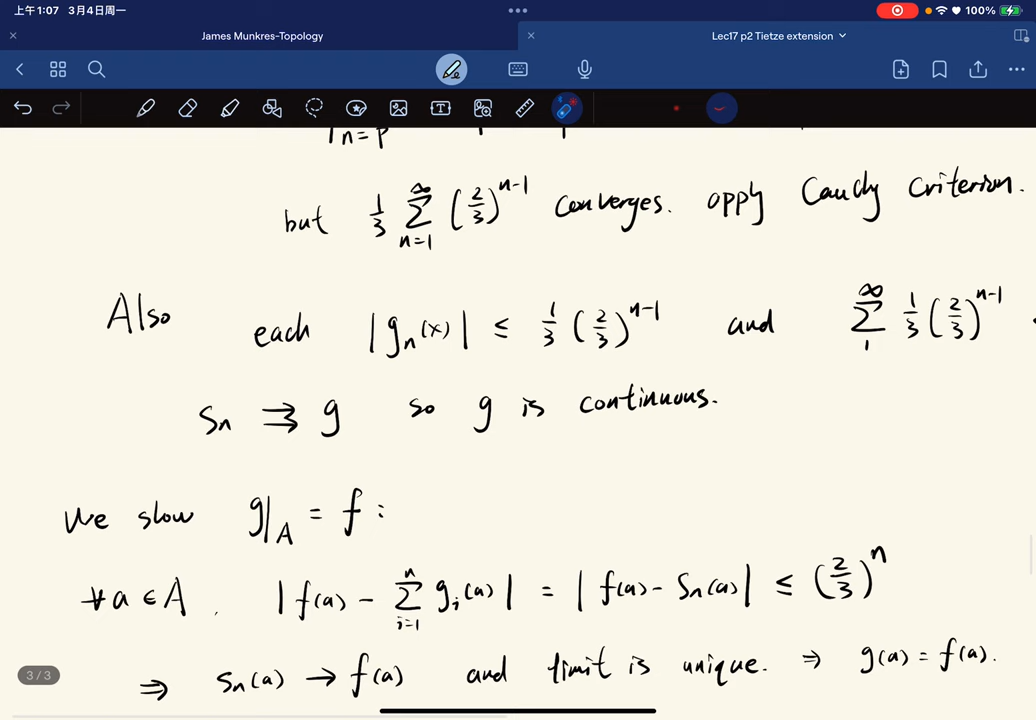 上午1:07 3月4日周一
100%
James Munkres-Topology
Lec17 p2 Tietze extension
n=p
but 1/3 ∑_{n=1}^∞ (2/3)^{n-1} converges. opply Cauchy criterion.
Also each |g_n(x)| ≤ 1/3 (2/3)^{n-1} and ∑_1^∞ 1/3 (2/3)^{n-1}
S_n ⇉ g so g is continuous.
We show g|_A = f :
∀a ∈ A, |f(a) - ∑_{i=1}^n g_i(a)| = |f(a) - S_n(a)| ≤ (2/3)^n
3/3
⇒ S_n(a) → f(a) and limit is unique. ⇒ g(a) = f(a).